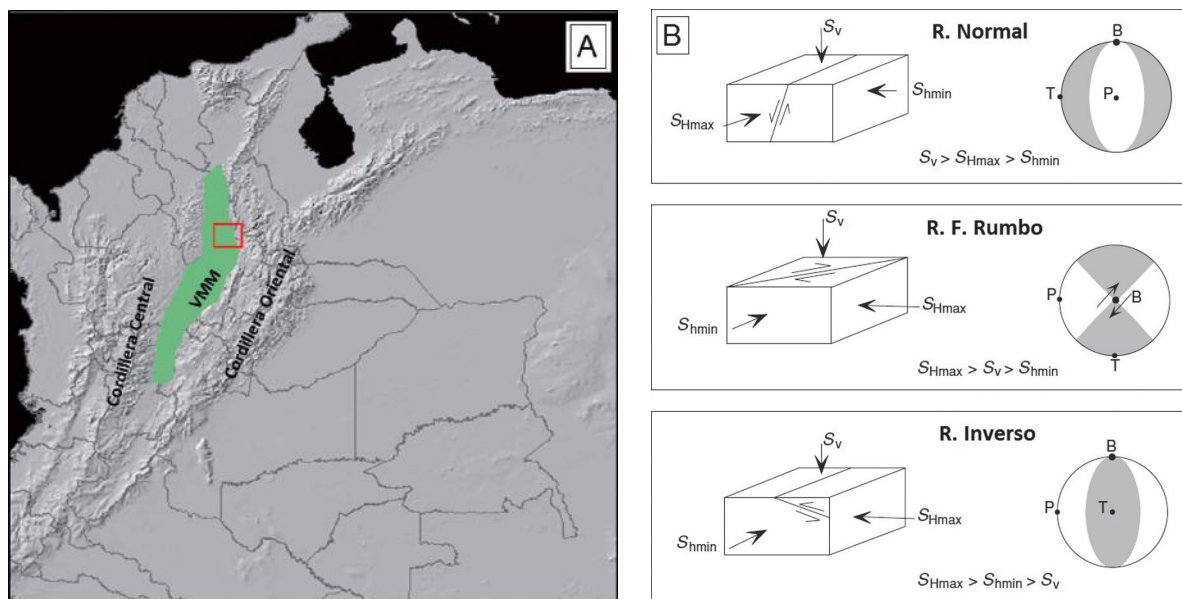 A
Cordillera Central
VMM
Cordillera Oriental
B
R. Normal
Sv
SHmax
Shmin
B
T
P
Sv > SHmax > Shmin
R. F. Rumbo
Sv
Shmin
SHmax
P
B
T
SHmax > Sv > Shmin
R. Inverso
Sv
Shmin
SHmax
B
P
T
SHmax > Shmin > Sv